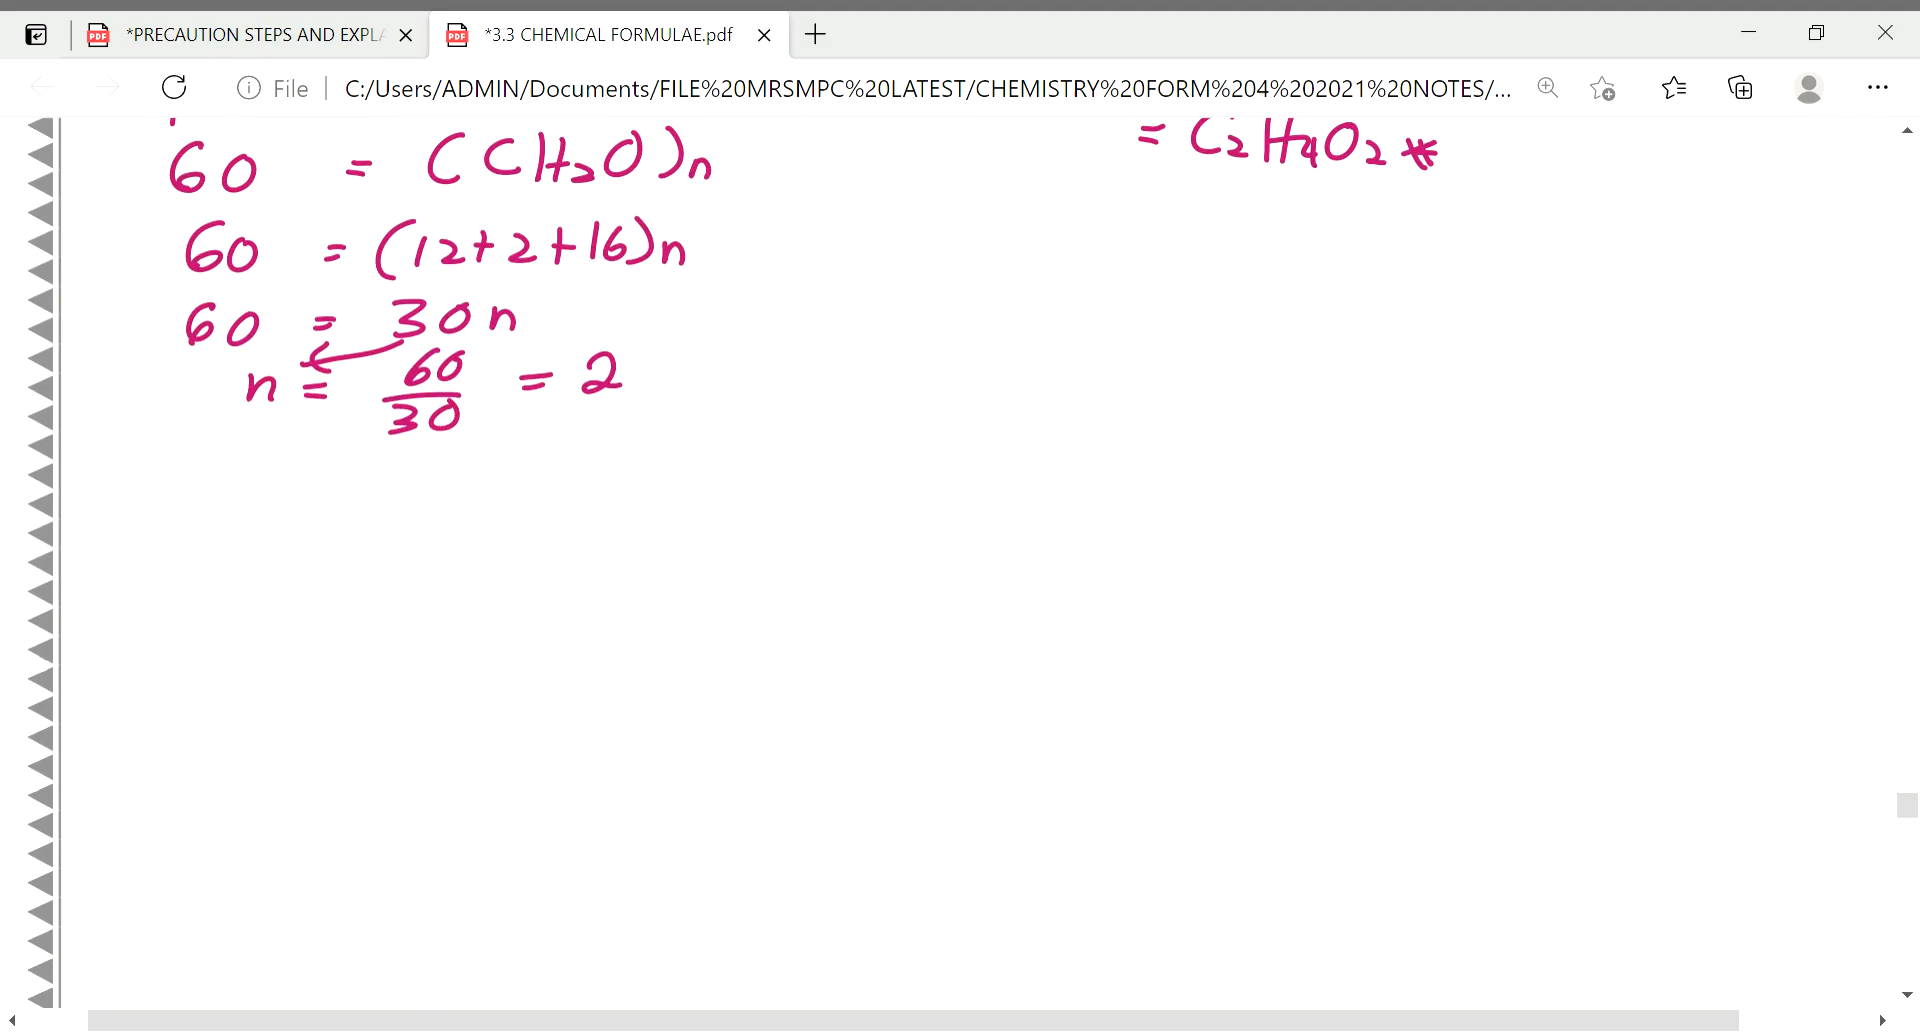 *PRECAUTION STEPS AND EXPLA
*3.3 CHEMICAL FORMULAE.pdf
File | C:/Users/ADMIN/Documents/FILE%20MRSMPC%20LATEST/CHEMISTRY%20FORM%204%202021%20NOTES/...
60 = (CH₂O)n
= C₂H₄O₂ *
60 = (12+2+16)n
60 = 30n
n = 60/30 = 2